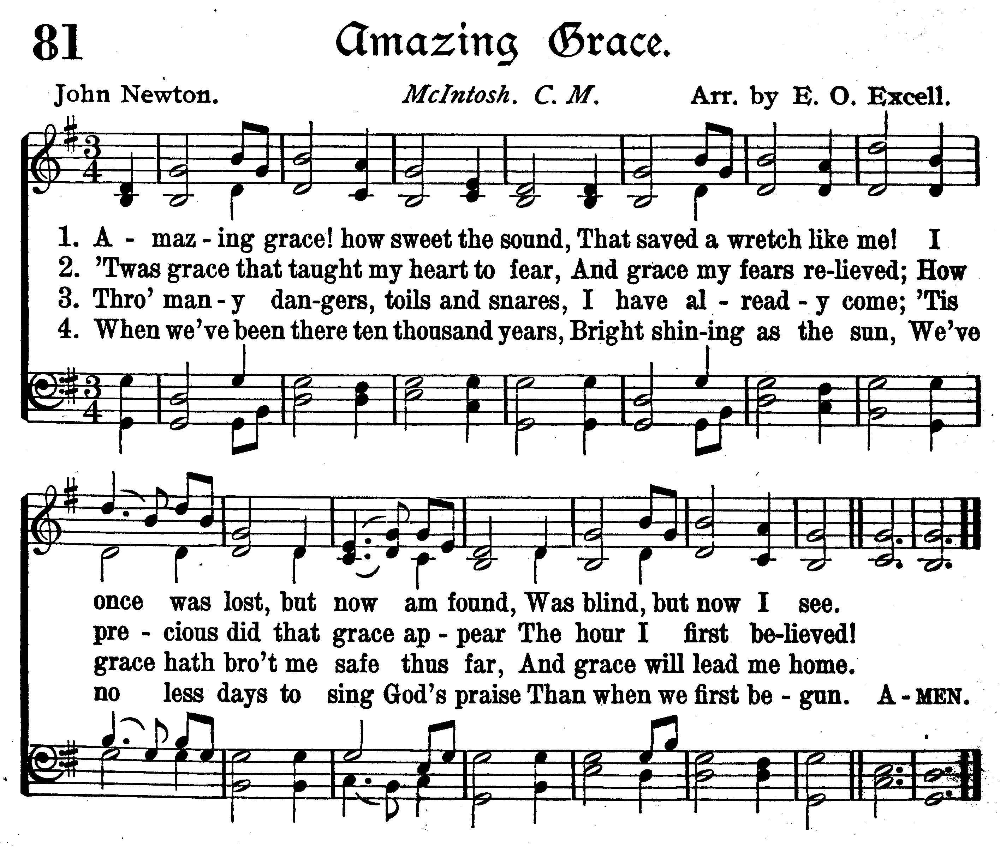 81 Amazing Grace.
John Newton. McIntosh. C. M. Arr. by E. O. Excell.
3
4
1. A - maz - ing grace! how sweet the sound, That saved a wretch like me! I
2. ’Twas grace that taught my heart to fear, And grace my fears re-lieved; How
3. Thro’ man - y dan-gers, toils and snares, I have al - read - y come; ’Tis
4. When we’ve been there ten thousand years, Bright shin-ing as the sun, We’ve
3
4
once was lost, but now am found, Was blind, but now I see.
pre - cious did that grace ap - pear The hour I first be-lieved!
grace hath bro’t me safe thus far, And grace will lead me home.
no less days to sing God’s praise Than when we first be - gun. A - MEN.